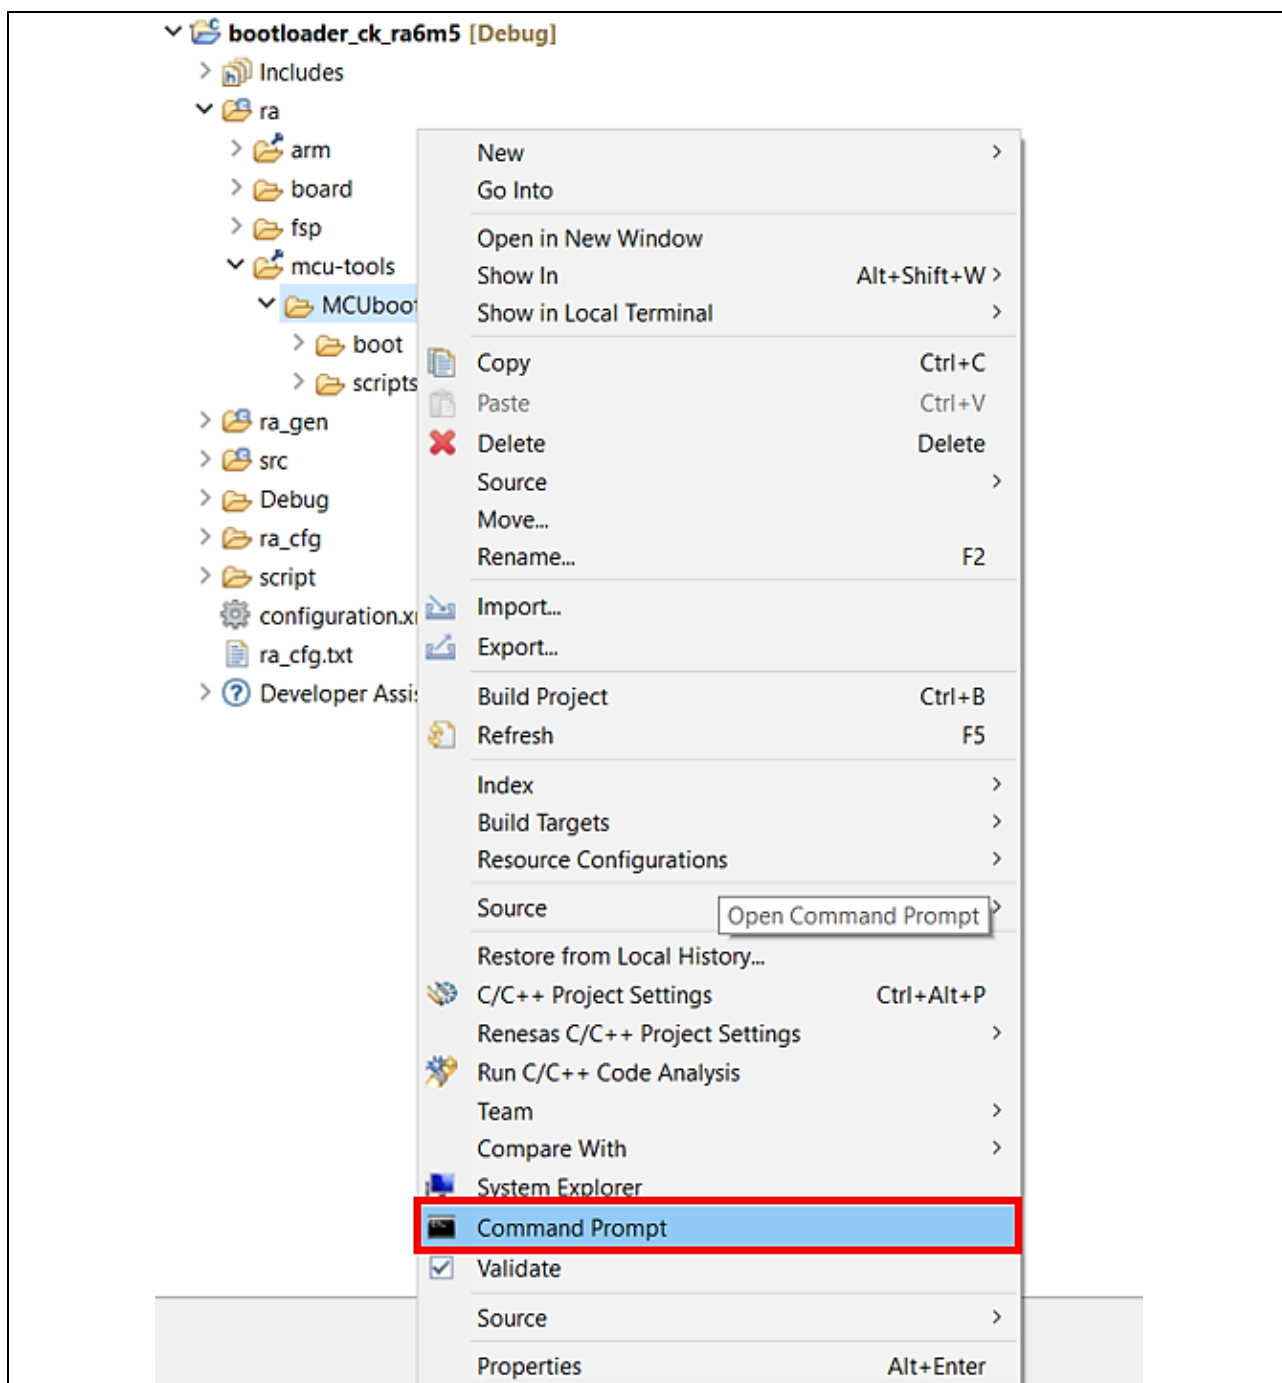 bootloader_ck_ra6m5 [Debug]
Includes
ra
arm
board
fsp
mcu-tools
MCUboot
boot
scripts
ra_gen
src
Debug
ra_cfg
script
configuration.x
ra_cfg.txt
Developer Assis
New
Go Into
Open in New Window
Show In Alt+Shift+W
Show in Local Terminal
Copy Ctrl+C
Paste Ctrl+V
Delete Delete
Source
Move...
Rename... F2
Import...
Export...
Build Project Ctrl+B
Refresh F5
Index
Build Targets
Resource Configurations
Source
Open Command Prompt
Restore from Local History...
C/C++ Project Settings Ctrl+Alt+P
Renesas C/C++ Project Settings
Run C/C++ Code Analysis
Team
Compare With
System Explorer
Command Prompt
Validate
Source
Properties Alt+Enter